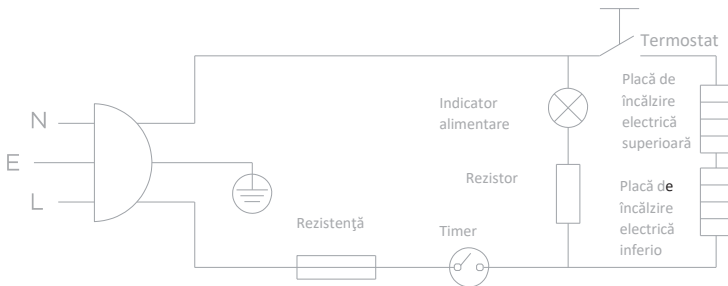 Termostat
Placă de
încălzire
electrică
superioară
Indicator
alimentare
N
E
L
Rezistor
Placă de
încălzire
electrică
inferio
Rezistenţă
Timer